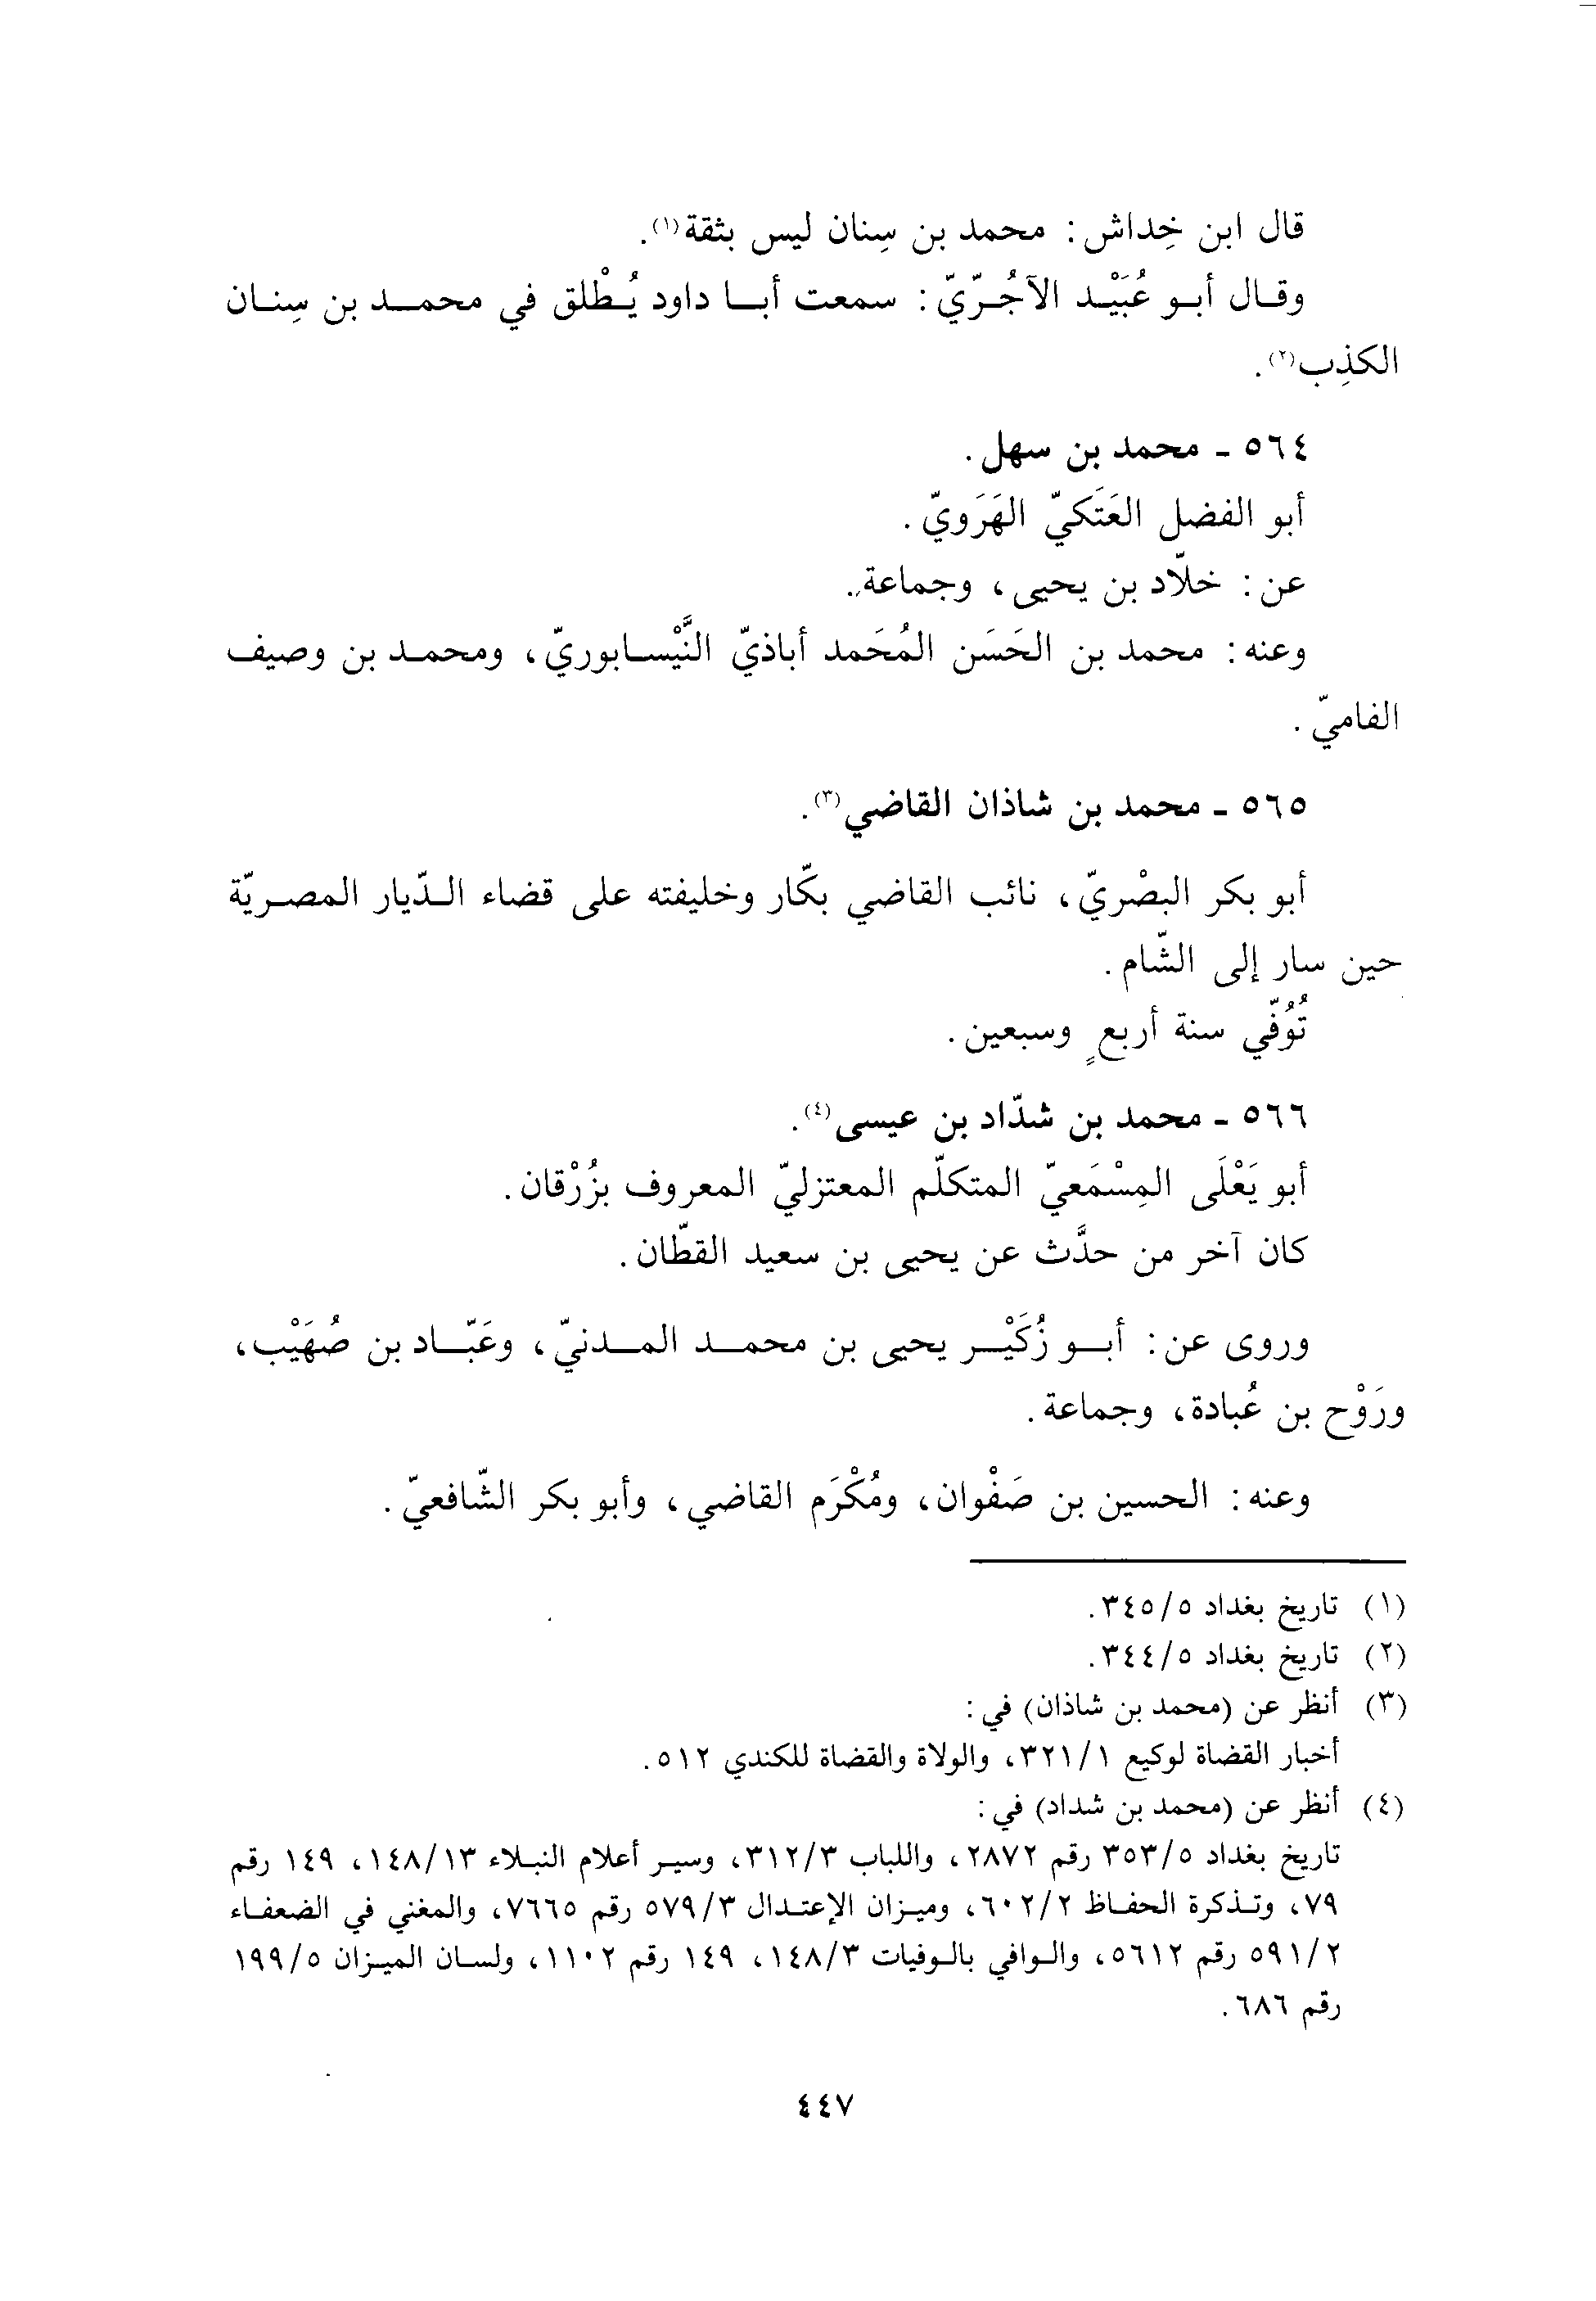 قال ابن خِداش: محمد بن سِنان ليس بثقة(١).
وقال أبو عُبَيْد الآجُرّيّ: سمعت أبا داود يُطْلق في محمد بن سِنان
الكذِب(٢).
٥٦٤ - محمد بن سهل.
أبو الفضل العَتَكيّ الهَرَويّ.
عن: خلّاد بن يحيى، وجماعة.
وعنه: محمد بن الحَسَن المُحَمد أباذيّ النَّيْسابوريّ، ومحمد بن وصيف
الفاميّ.
٥٦٥ - محمد بن شاذان القاضي(٣).
أبو بكر البصْريّ، نائب القاضي بكّار وخليفته على قضاء الدّيار المصريّة
حين سار إلى الشّام.
تُوُفّي سنة أربعٍ وسبعين.
٥٦٦ - محمد بن شدّاد بن عيسى(٤).
أبو يَعْلَى المِسْمَعيّ المتكلّم المعتزليّ المعروف بزُرْقان.
كان آخر من حدَّث عن يحيى بن سعيد القطّان.
وروى عن: أبو زُكَيْر يحيى بن محمد المدنيّ، وعَبّاد بن صُهَيْب،
ورَوْح بن عُبادة، وجماعة.
وعنه: الحسين بن صَفْوان، ومُكْرَم القاضي، وأبو بكر الشّافعيّ.
(١) تاريخ بغداد ٣٤٥/٥.
(٢) تاريخ بغداد ٣٤٤/٥.
(٣) أنظر عن (محمد بن شاذان) في:
أخبار القضاة لوكيع ٣٢١/١، والولاة والقضاة للكندي ٥١٢.
(٤) أنظر عن (محمد بن شداد) في:
تاريخ بغداد ٣٥٣/٥ رقم ٢٨٧٢، واللباب ٣١٢/٣، وسير أعلام النبلاء ١٤٨/١٣، ١٤٩ رقم
٧٩، وتذكرة الحفاظ ٦٠٢/٢، وميزان الإعتدال ٥٧٩/٣ رقم ٧٦٦٥، والمغني في الضعفاء
٥٩١/٢ رقم ٥٦١٢، والوافي بالوفيات ١٤٨/٣، ١٤٩ رقم ١١٠٢، ولسان الميزان ١٩٩/٥
رقم ٦٨٦.
٤٤٧